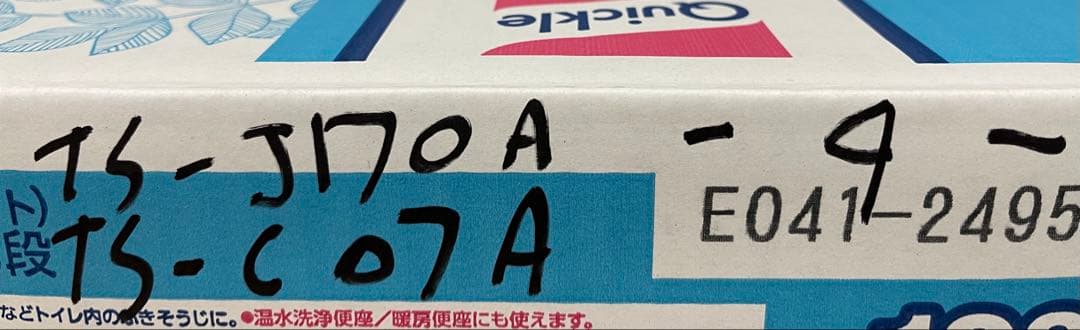 Quickle
TS-J170A - 9 -
E041-2495
ト)
段
TS-C07A
などトイレ内のふきそうじに。●温水洗浄便座／暖房便座にも使えます。